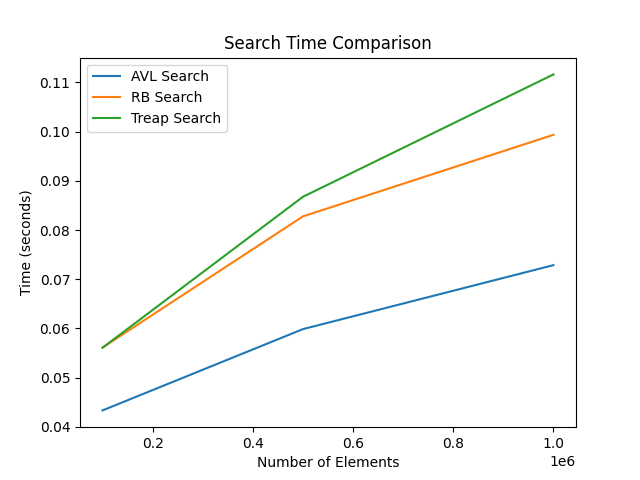 Search Time Comparison
AVL Search
RB Search
Treap Search
0.11
0.10
0.09
0.08
0.07
0.06
0.05
0.04
Time (seconds)
0.2 0.4 0.6 0.8 1.0
1e6
Number of Elements